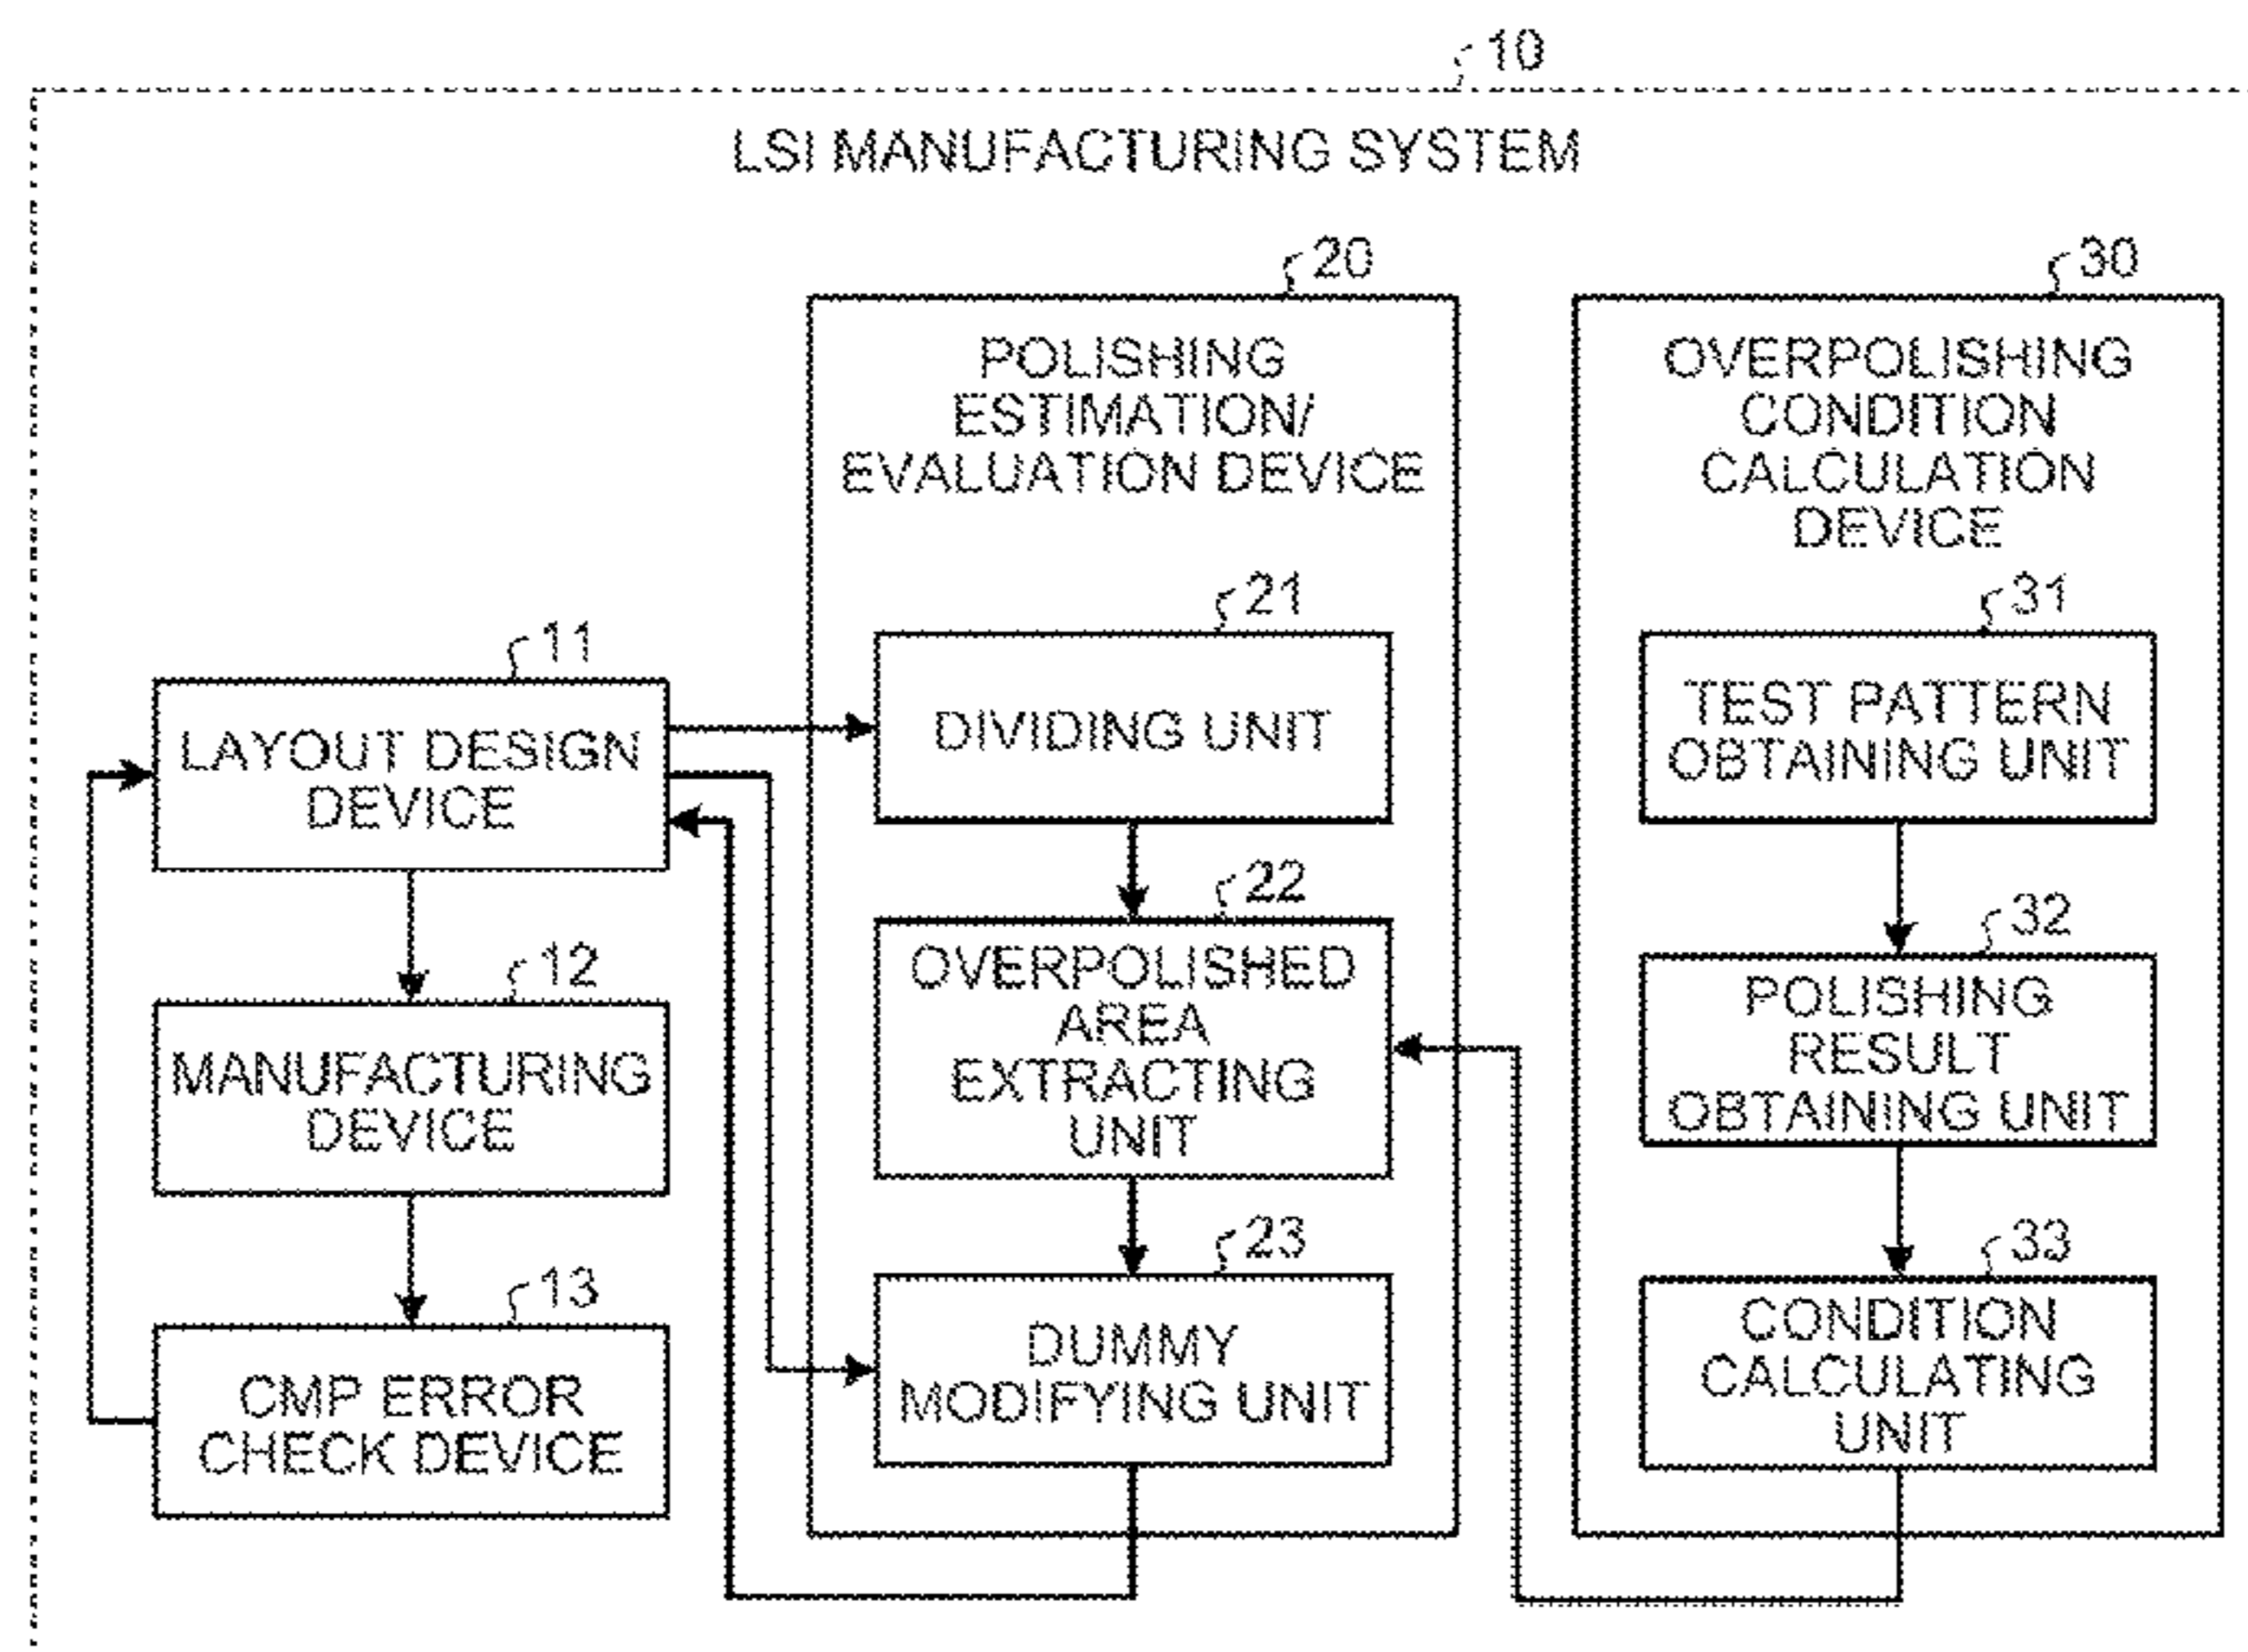 10
LSI MANUFACTURING SYSTEM
20
POLISHING
ESTIMATION/
EVALUATION DEVICE
30
OVERPOLISHING
CONDITION
CALCULATION
DEVICE
11
LAYOUT DESIGN
DEVICE
12
MANUFACTURING
DEVICE
13
CMP ERROR
CHECK DEVICE
21
DIVIDING UNIT
22
OVERPOLISHED
AREA
EXTRACTING
UNIT
23
DUMMY
MODIFYING UNIT
31
TEST PATTERN
OBTAINING UNIT
32
POLISHING
RESULT
OBTAINING UNIT
33
CONDITION
CALCULATING
UNIT